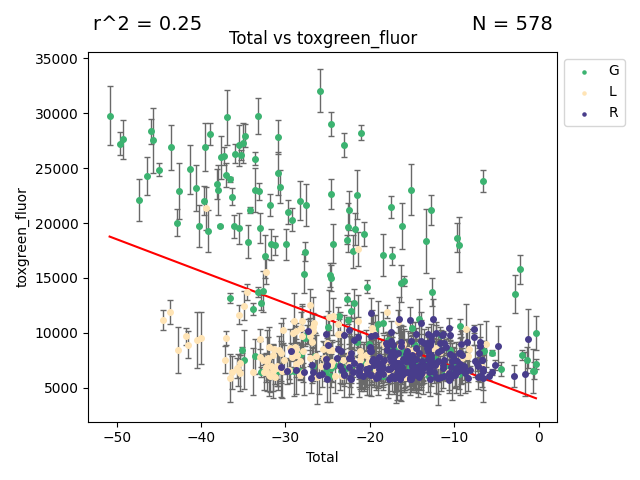 r^2 = 0.25
N = 578
Total vs toxgreen_fluor
35000
30000
25000
20000
15000
10000
5000
toxgreen_fluor
−50
−40
−30
−20
−10
0
Total
G
L
R